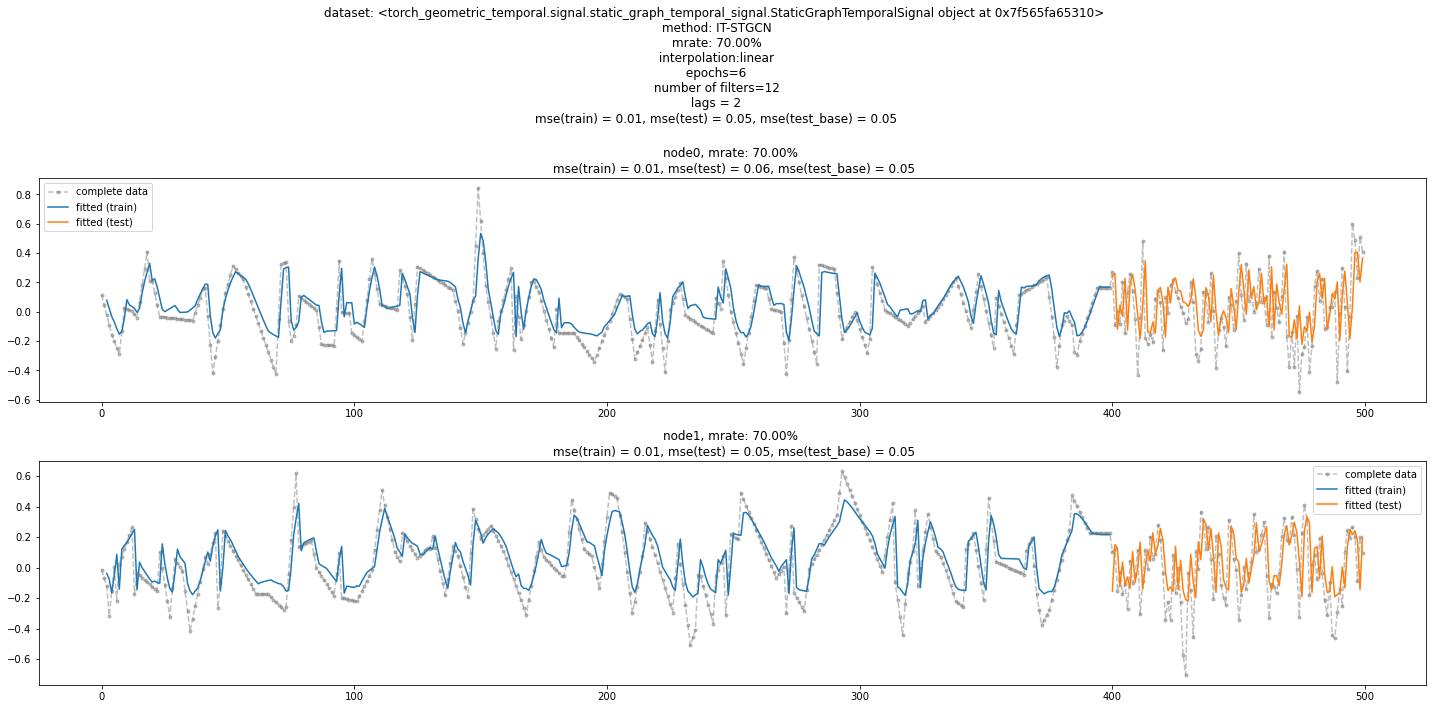 dataset: <torch_geometric_temporal.signal.static_graph_temporal_signal.StaticGraphTemporalSignal object at 0x7f565fa65310>
method: IT-STGCN
mrate: 70.00%
interpolation:linear
epochs=6
number of filters=12
lags = 2
mse(train) = 0.01, mse(test) = 0.05, mse(test_base) = 0.05
node0, mrate: 70.00%
mse(train) = 0.01, mse(test) = 0.06, mse(test_base) = 0.05
complete data
fitted (train)
fitted (test)
0.8
0.6
0.4
0.2
0.0
−0.2
−0.4
−0.6
0 100 200 300 400 500
node1, mrate: 70.00%
mse(train) = 0.01, mse(test) = 0.05, mse(test_base) = 0.05
complete data
fitted (train)
fitted (test)
0.6
0.4
0.2
0.0
−0.2
−0.4
−0.6
0 100 200 300 400 500